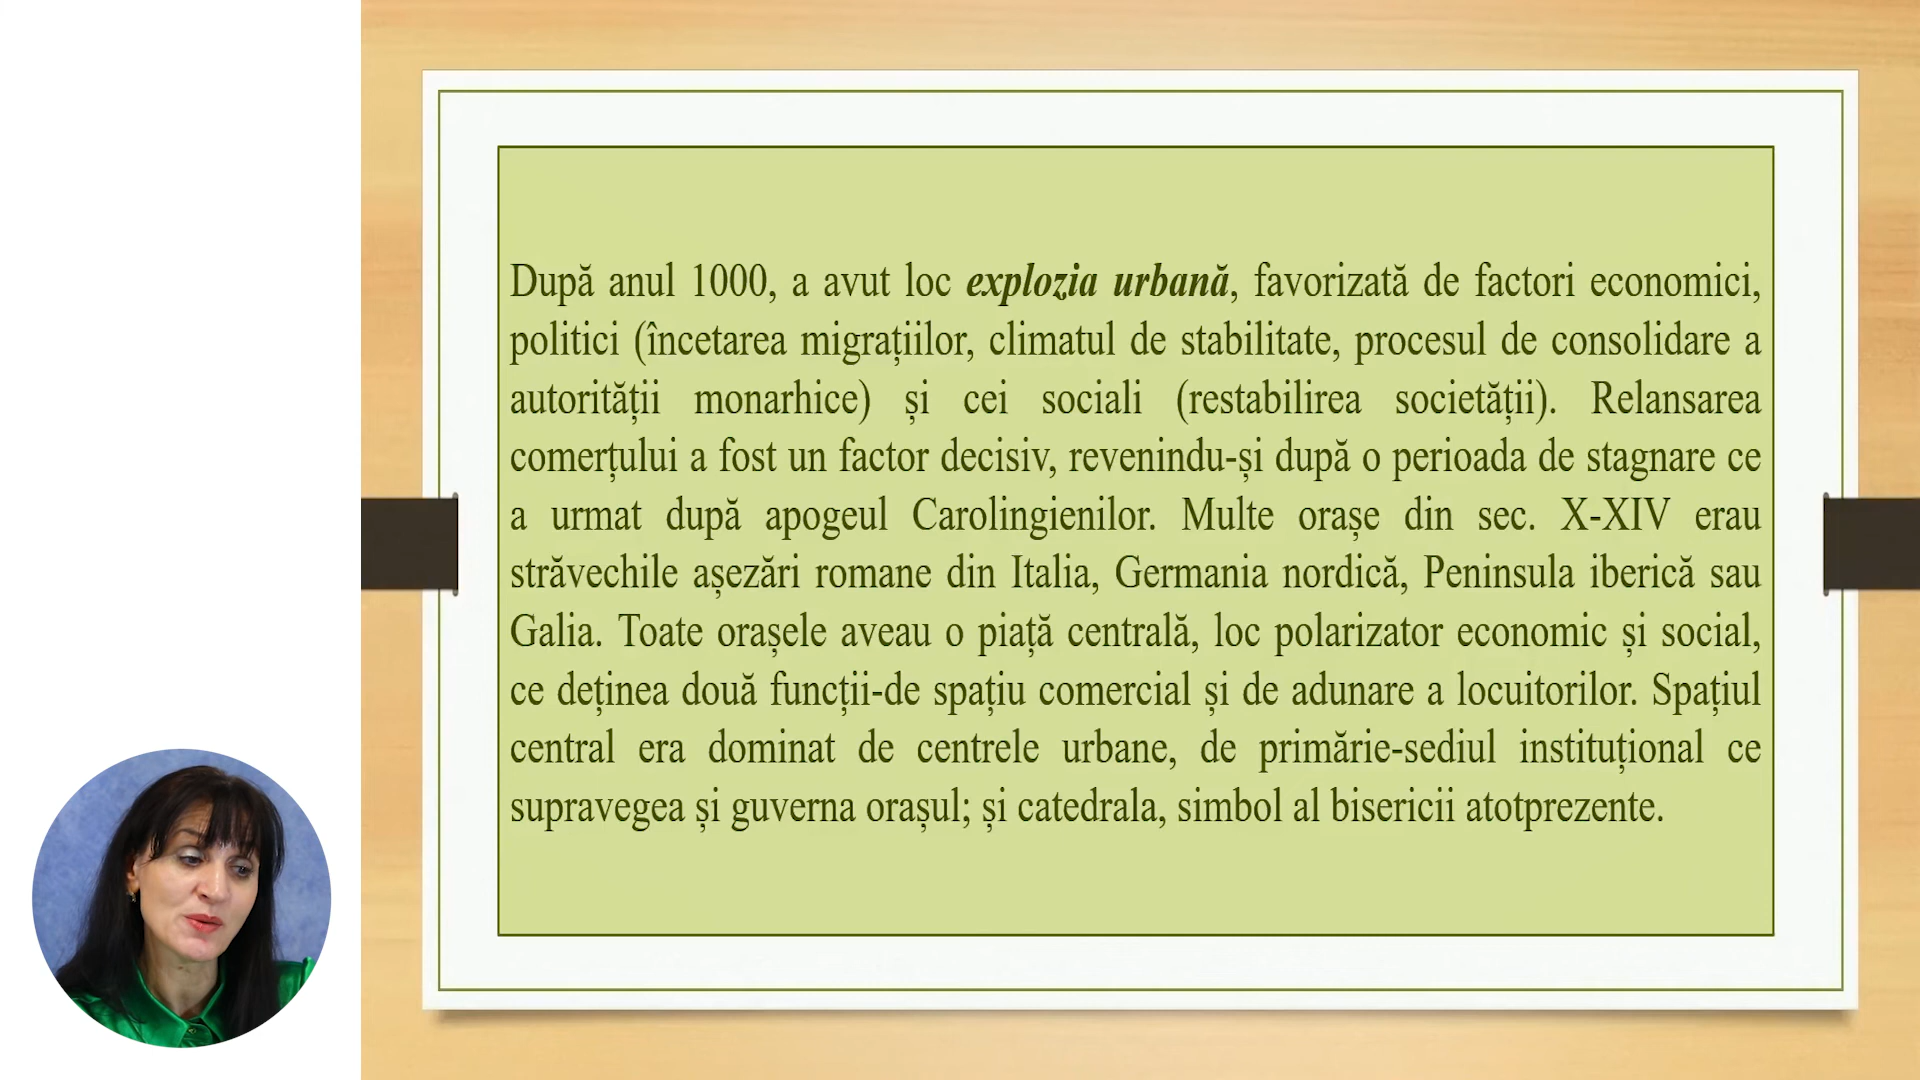 După anul 1000, a avut loc explozia urbană, favorizată de factori economici,
politici (încetarea migrațiilor, climatul de stabilitate, procesul de consolidare a
autorității monarhice) și cei sociali (restabilirea societății). Relansarea
comerțului a fost un factor decisiv, revenindu-și după o perioada de stagnare ce
a urmat după apogeul Carolingienilor. Multe orașe din sec. X-XIV erau
străvechile așezări romane din Italia, Germania nordică, Peninsula iberică sau
Galia. Toate orașele aveau o piață centrală, loc polarizator economic și social,
ce deținea două funcții-de spațiu comercial și de adunare a locuitorilor. Spațiul
central era dominat de centrele urbane, de primărie-sediul instituțional ce
supravegea și guverna orașul; și catedrala, simbol al bisericii atotprezente.